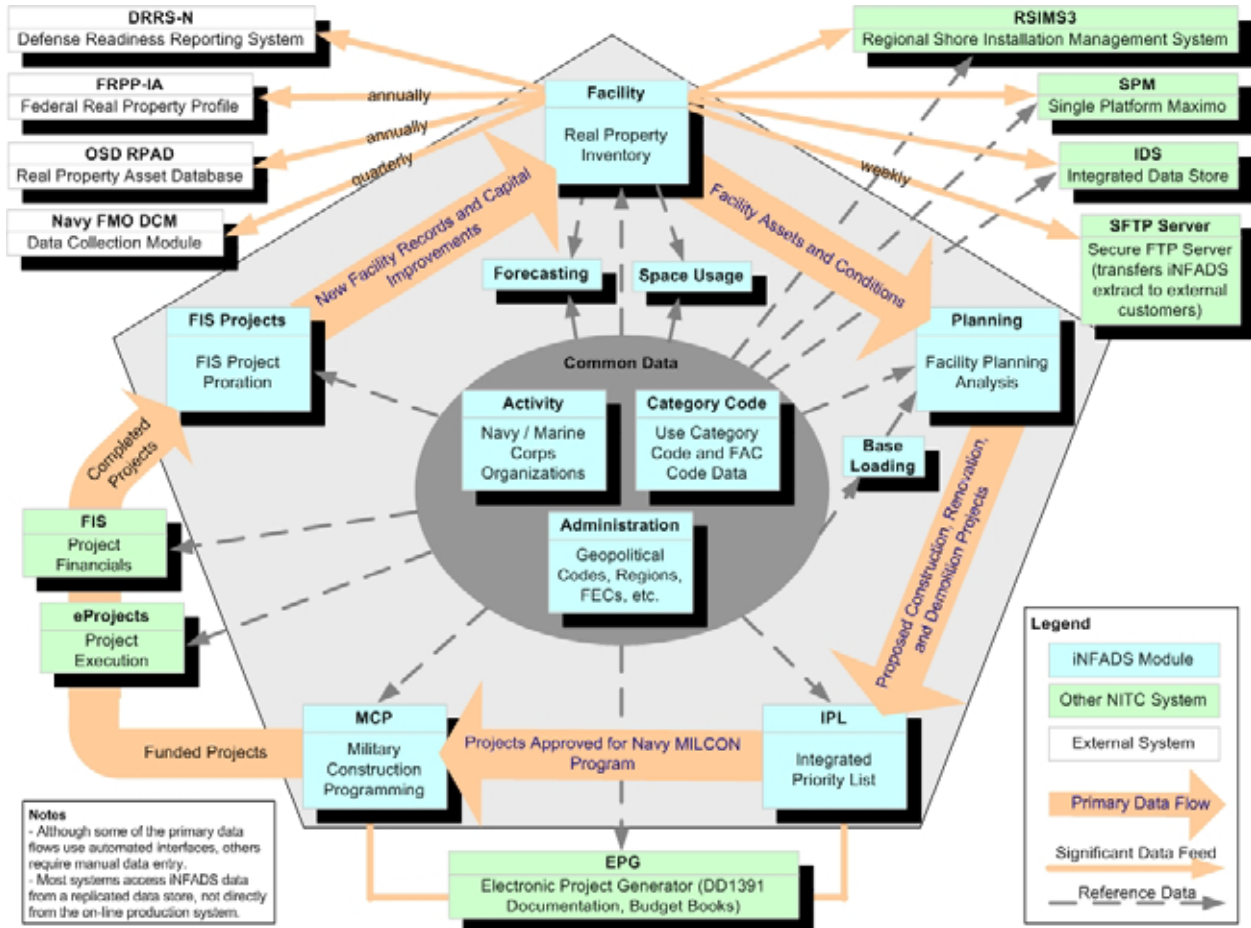 DRRS-N
Defense Readiness Reporting System
FRPP-IA
Federal Real Property Profile
OSD RPAD
Real Property Asset Database
Navy FMO DCM
Data Collection Module
annually
annually
quarterly
Facility
Real Property
Inventory
RSIMS3
Regional Shore Installation Management System
SPM
Single Platform Maximo
IDS
Integrated Data Store
weekly
SFTP Server
Secure FTP Server
(transfers iNFADS
extract to external
customers)
New Facility Records and Capital
Improvements
Facility Assets and Conditions
Forecasting
Space Usage
FIS Projects
FIS Project
Proration
Planning
Facility Planning
Analysis
Common Data
Activity
Navy / Marine
Corps
Organizations
Category Code
Use Category
Code and FAC
Code Data
Base
Loading
Administration
Geopolitical
Codes, Regions,
FECs, etc.
Completed
Projects
FIS
Project
Financials
eProjects
Project
Execution
Proposed Construction, Renovation,
and Demolition Projects
Funded Projects
MCP
Military
Construction
Programming
Projects Approved for Navy MILCON
Program
IPL
Integrated
Priority List
EPG
Electronic Project Generator (DD1391
Documentation, Budget Books)
Notes
- Although some of the primary data
flows use automated interfaces, others
require manual data entry.
- Most systems access iNFADS data
from a replicated data store, not directly
from the on-line production system.
Legend
iNFADS Module
Other NITC System
External System
Primary Data Flow
Significant Data Feed
Reference Data